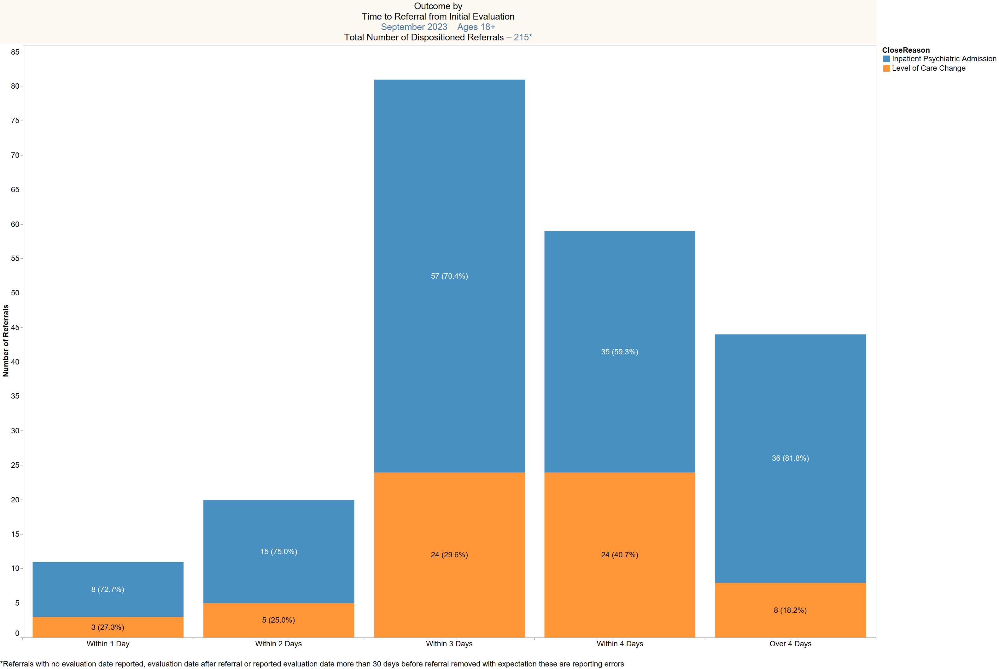 Outcome by
Time to Referral from Initial Evaluation
September 2023 Ages 18+
Total Number of Dispositioned Referrals – 215*
CloseReason
Inpatient Psychiatric Admission
Level of Care Change
Number of Referrals
85
80
75
70
65
60
55
50
45
40
35
30
25
20
15
10
5
0
8 (72.7%)
3 (27.3%)
15 (75.0%)
5 (25.0%)
57 (70.4%)
24 (29.6%)
35 (59.3%)
24 (40.7%)
36 (81.8%)
8 (18.2%)
Within 1 Day
Within 2 Days
Within 3 Days
Within 4 Days
Over 4 Days
*Referrals with no evaluation date reported, evaluation date after referral or reported evaluation date more than 30 days before referral removed with expectation these are reporting errors